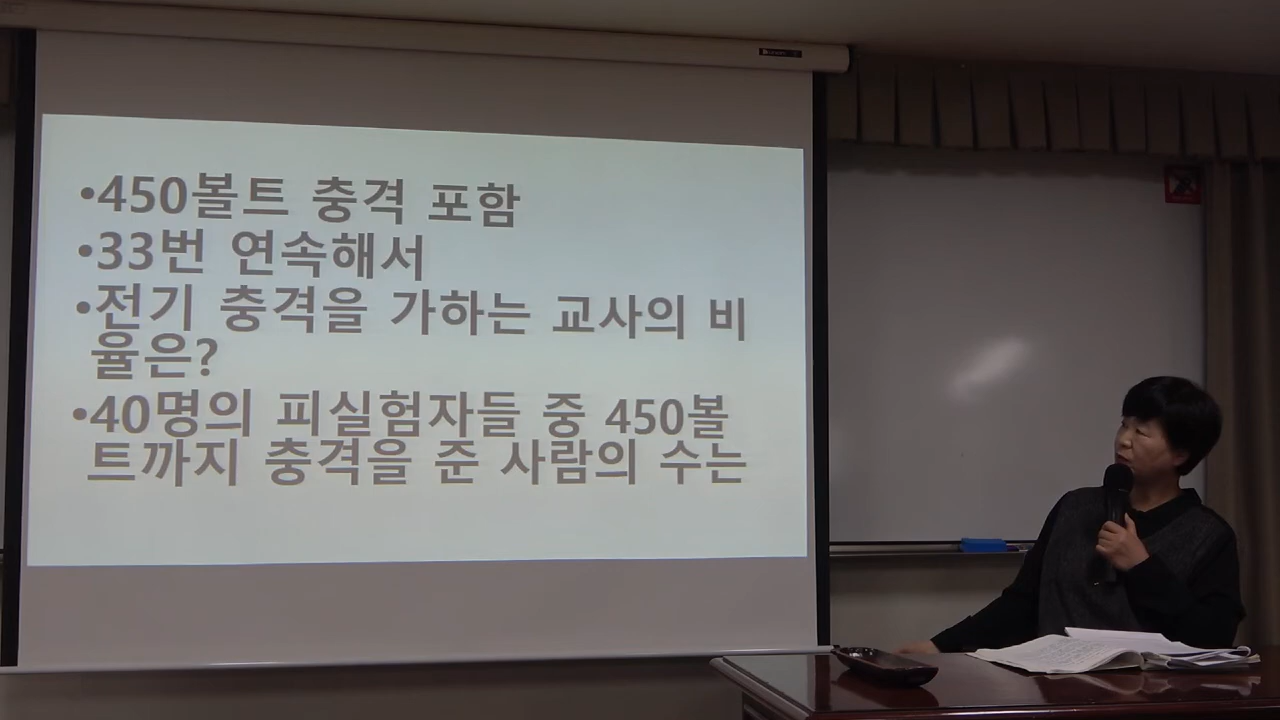 •450볼트 충격 포함
•33번 연속해서
•전기 충격을 가하는 교사의 비
율은?
•40명의 피실험자들 중 450볼
트까지 충격을 준 사람의 수는